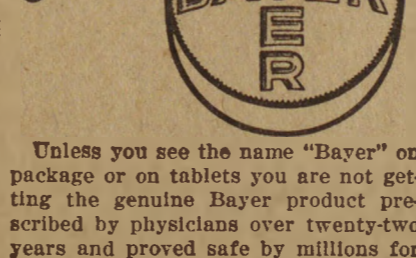 BAYER
E
R
Unless you see the name "Bayer" on
package or on tablets you are not get-
ting the genuine Bayer product pre-
scribed by physicians over twenty-two
years and proved safe by millions for